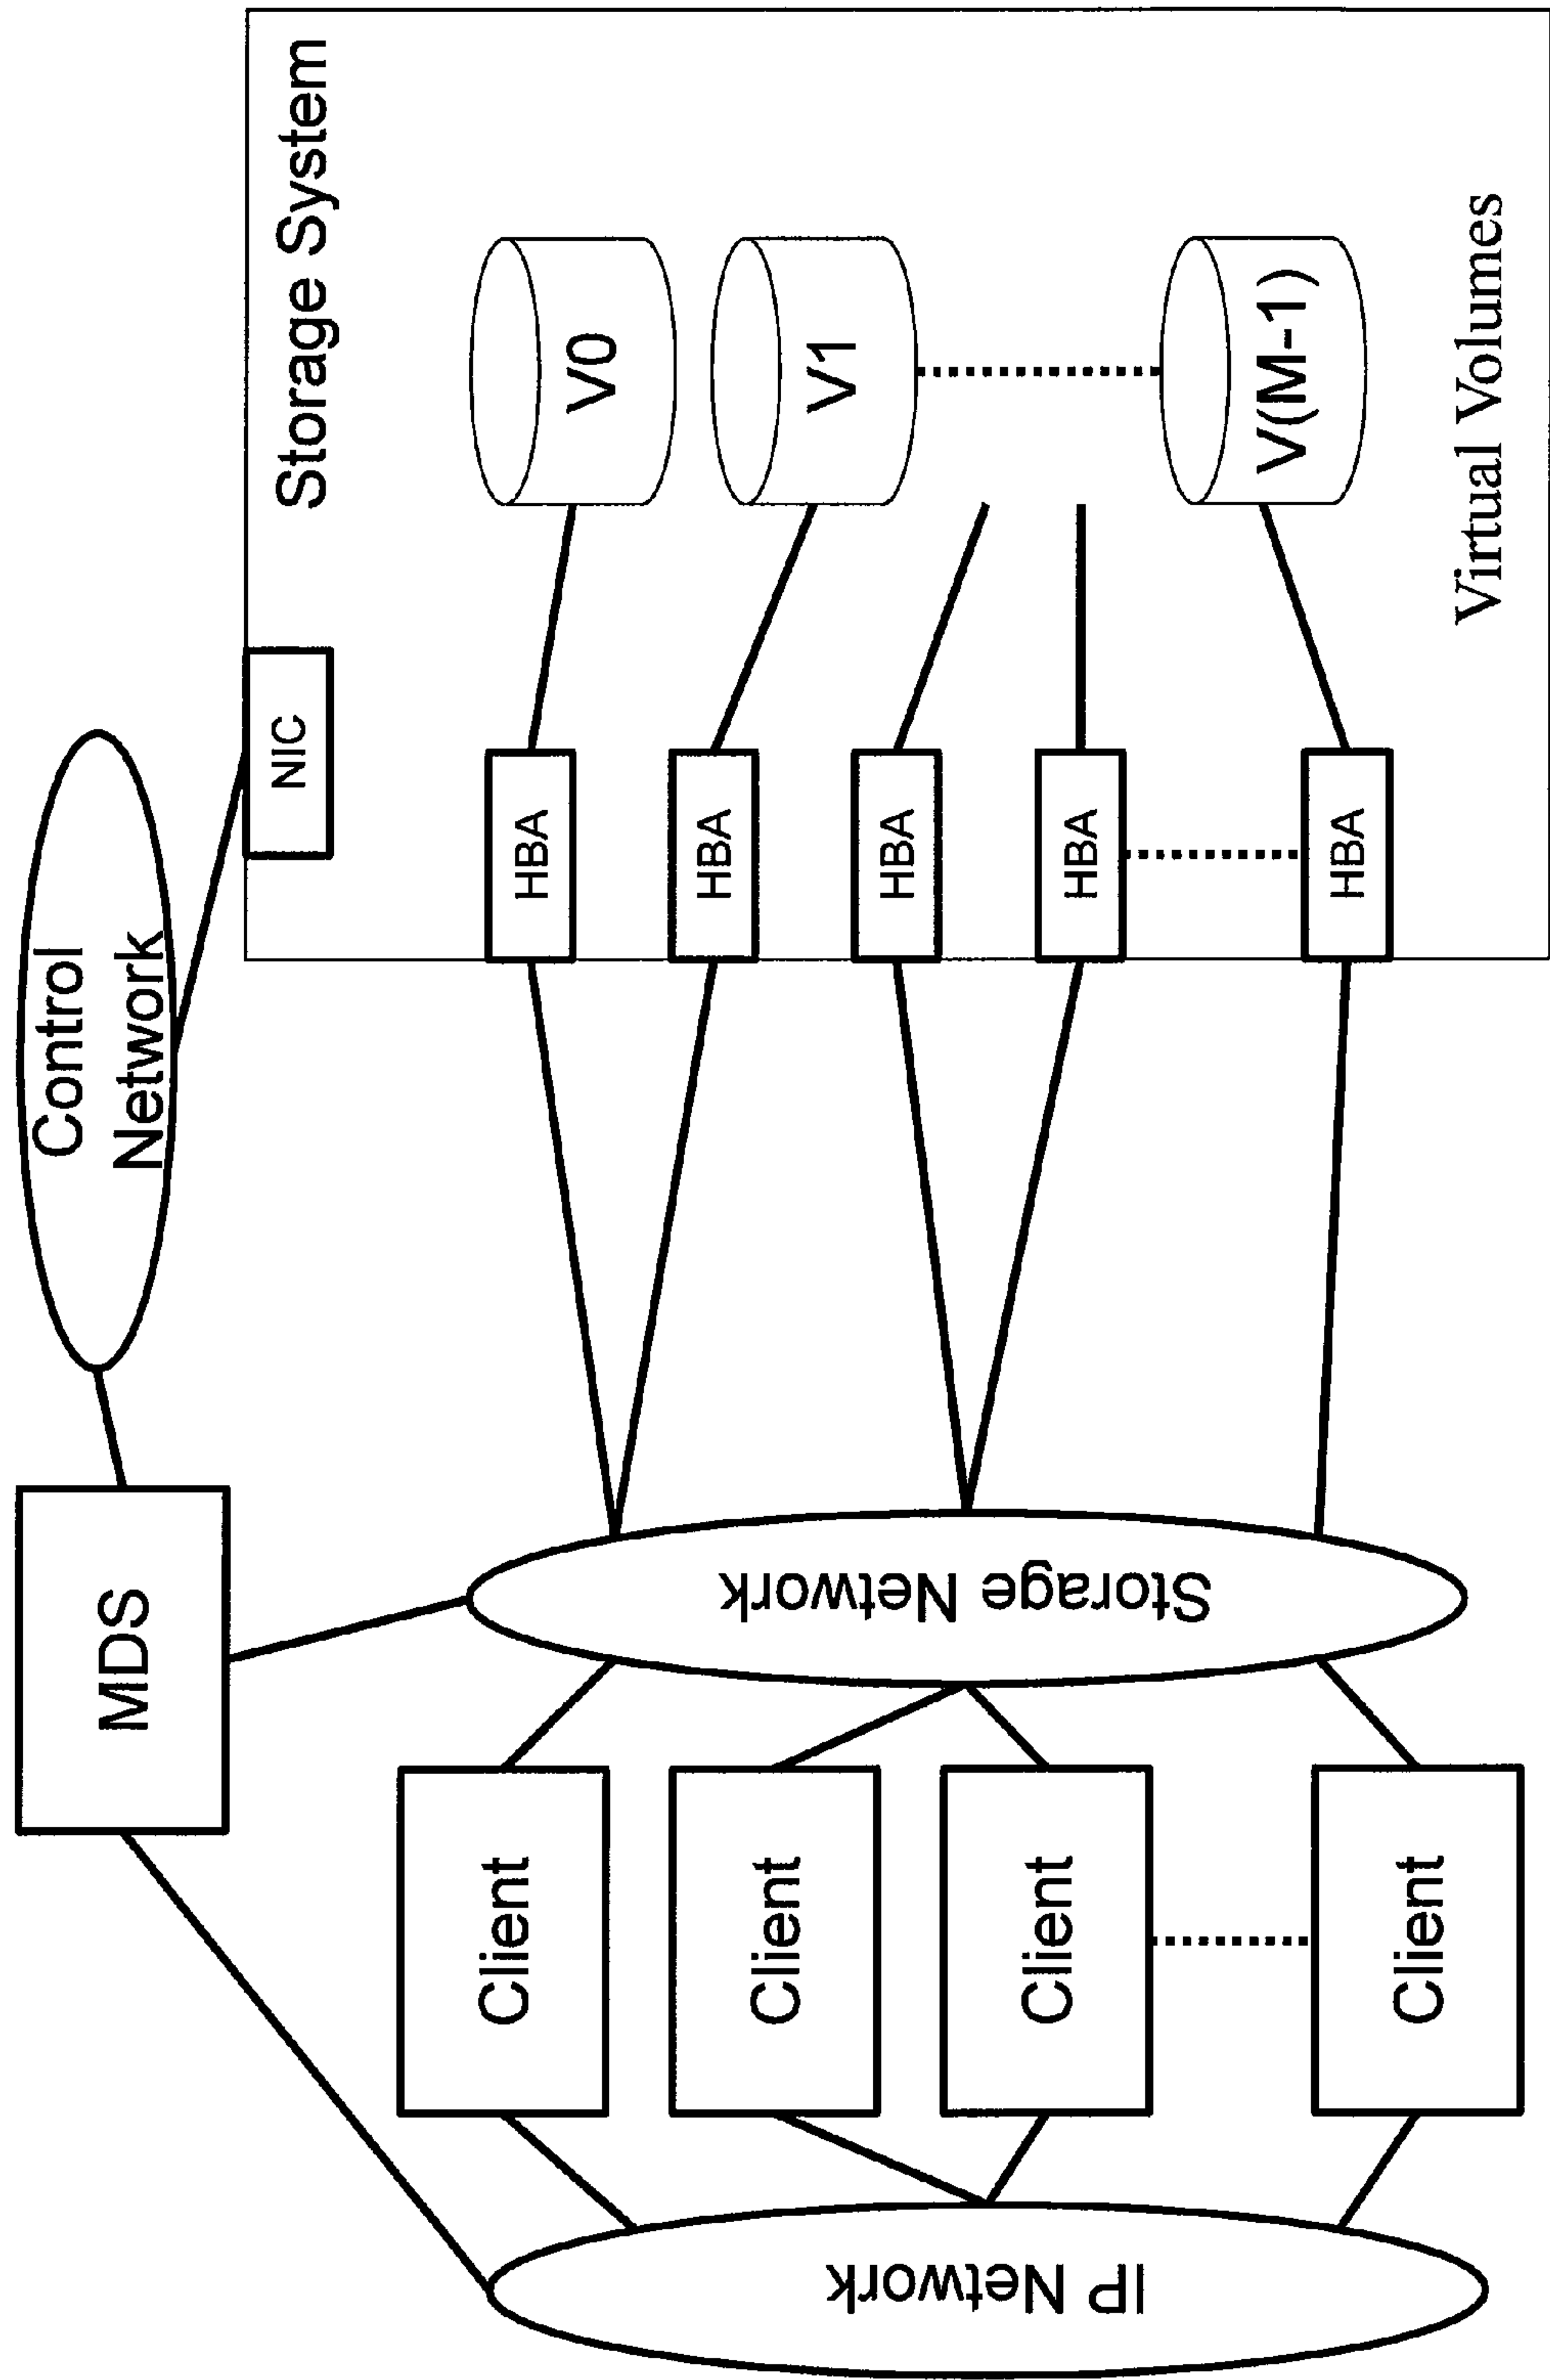 Control
Network
MDS
Storage System
NIC
IP Network
Client
Client
Client
Client
Storage Network
HBA
HBA
HBA
HBA
HBA
V0
V1
V(M-1)
Virtual Volumes